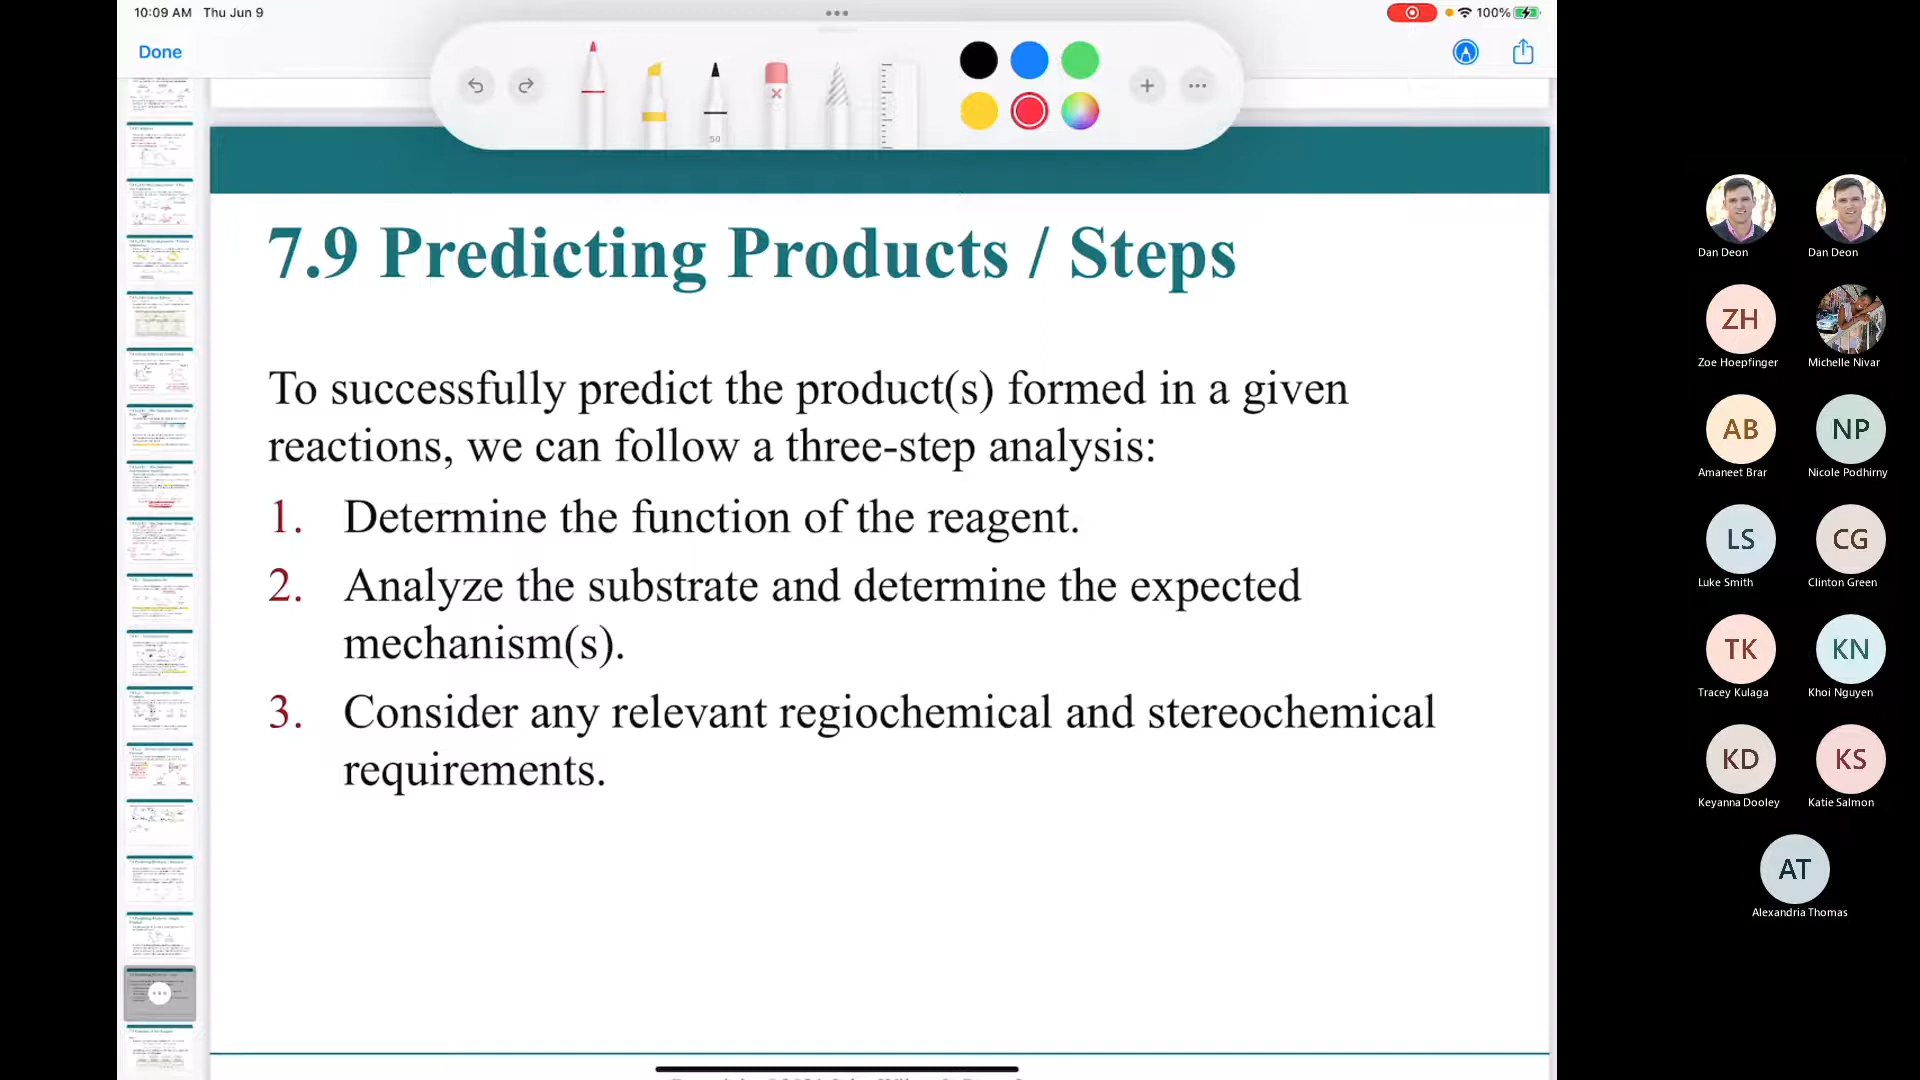 10:09 AM Thu Jun 9
100%
Done
50
7.9 Predicting Products / Steps
To successfully predict the product(s) formed in a given
reactions, we can follow a three-step analysis:
1. Determine the function of the reagent.
2. Analyze the substrate and determine the expected
mechanism(s).
3. Consider any relevant regiochemical and stereochemical
requirements.
Dan Deon
Dan Deon
ZH
Zoe Hoepfinger
Michelle Nivar
AB
Amaneet Brar
NP
Nicole Podhirny
LS
Luke Smith
CG
Clinton Green
TK
Tracey Kulaga
KN
Khoi Nguyen
KD
Keyanna Dooley
KS
Katie Salmon
AT
Alexandria Thomas